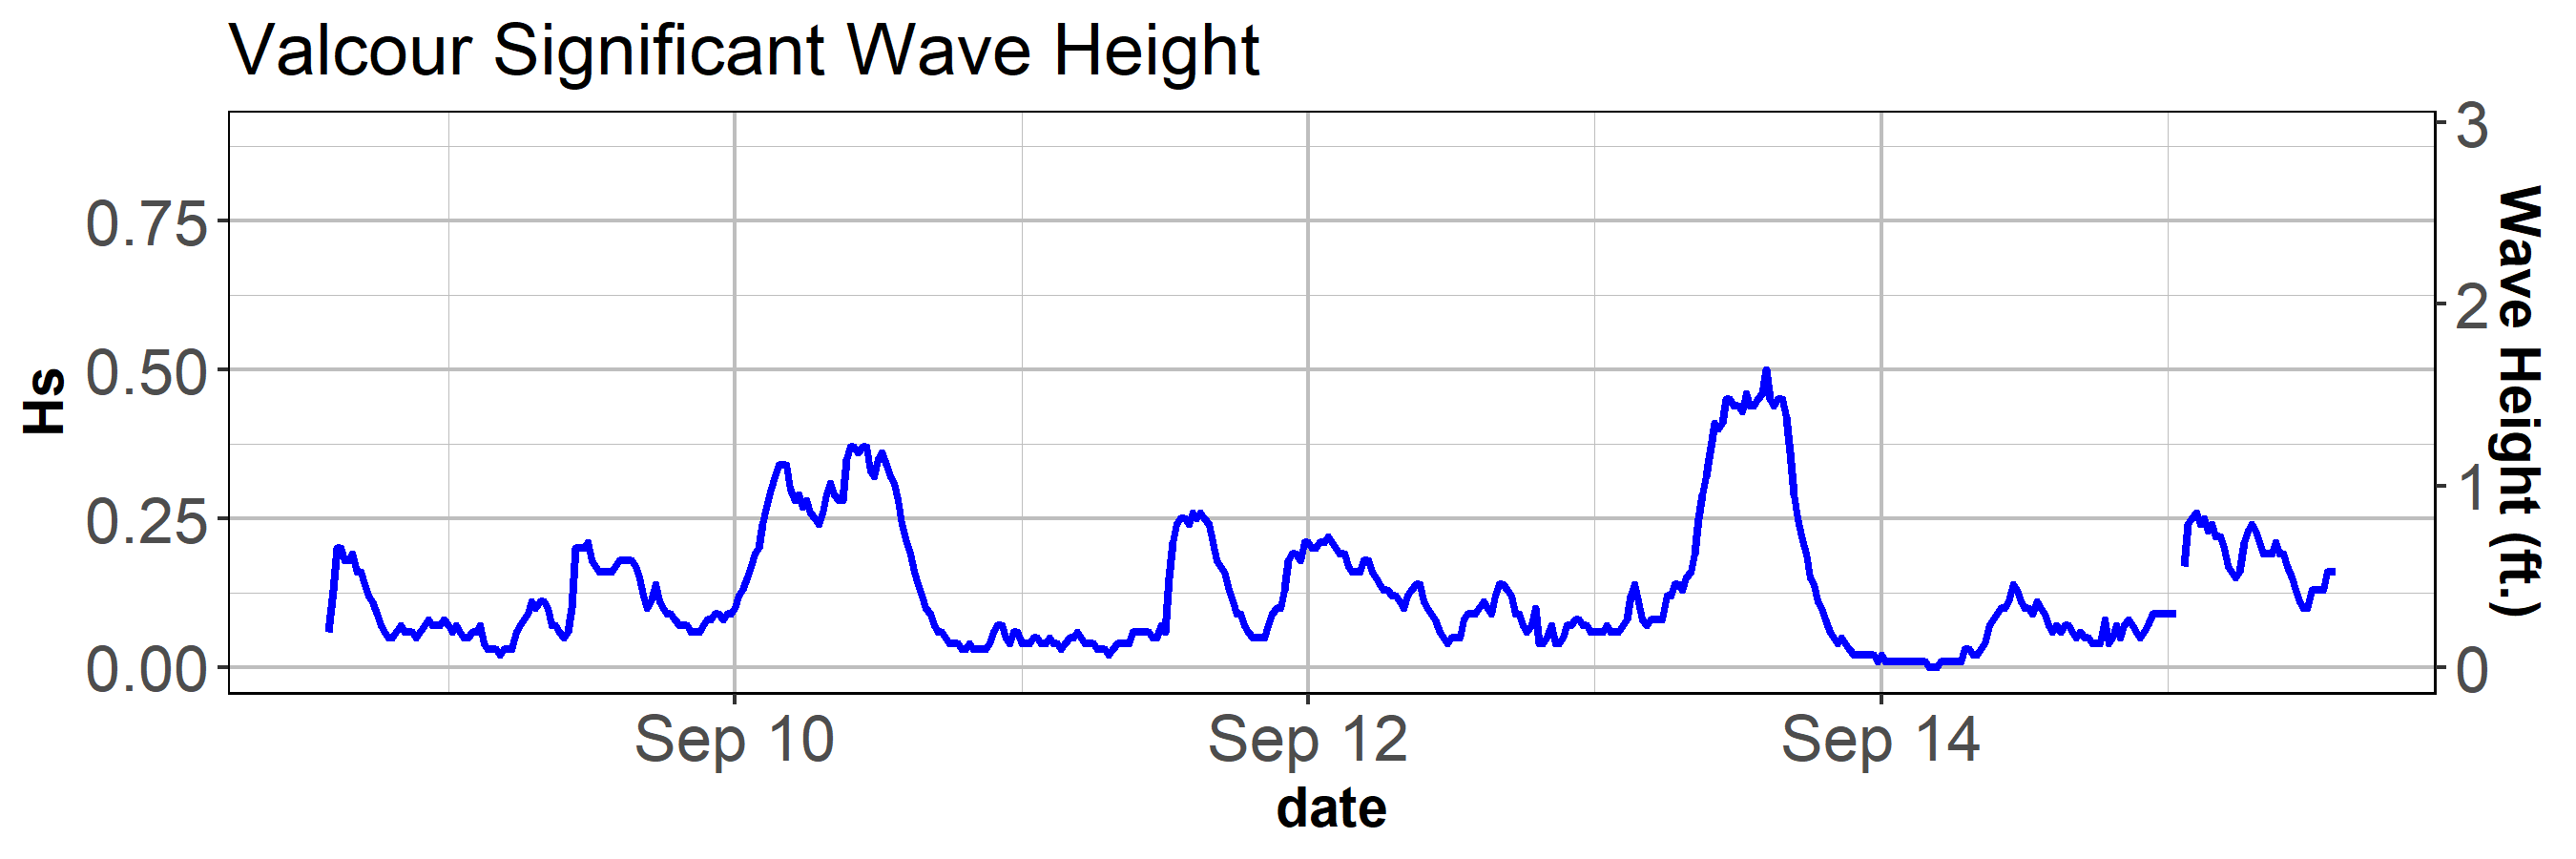 Valcour Significant Wave Height
Hs
0.75
0.50
0.25
0.00
3
2
1
0
Wave Height (ft.)
Sep 10
Sep 12
Sep 14
date